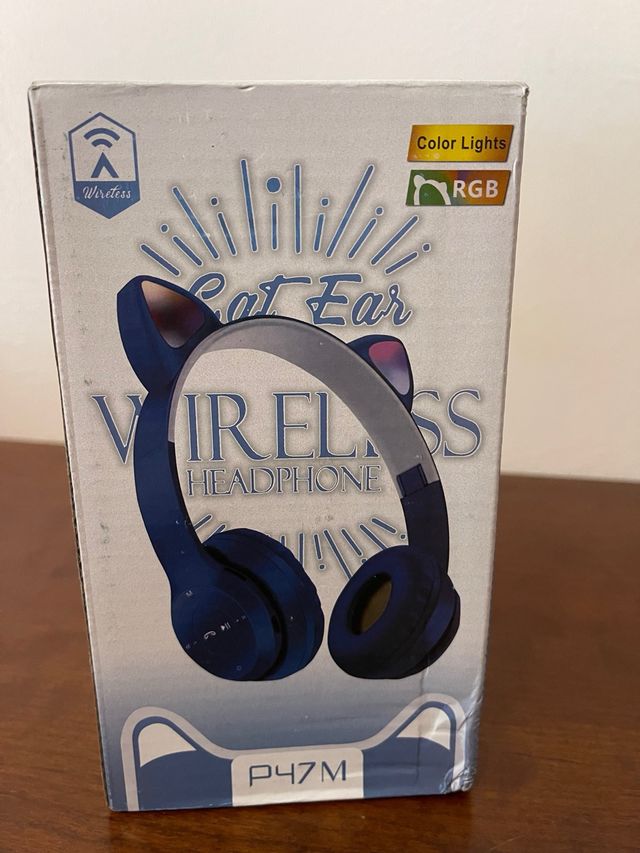 Wireless
Color Lights
RGB
Cat Ear
WIRELESS
HEADPHONE
M
P47M